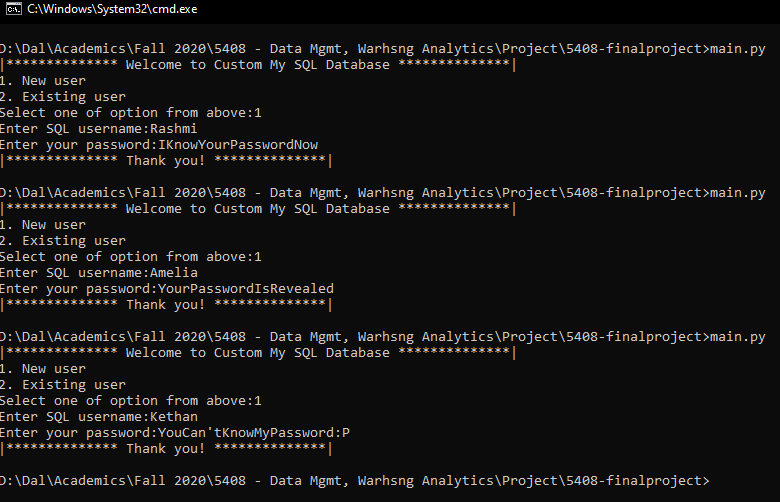 C:\Windows\System32\cmd.exe
D:\Dal\Academics\Fall 2020\5408 - Data Mgmt, Warhsng Analytics\Project\5408-finalproject>main.py
|************** Welcome to Custom My SQL Database **************|
1. New user
2. Existing user
Select one of option from above:1
Enter SQL username:Rashmi
Enter your password:IKnowYourPasswordNow
|************** Thank you! **************|
D:\Dal\Academics\Fall 2020\5408 - Data Mgmt, Warhsng Analytics\Project\5408-finalproject>main.py
|************** Welcome to Custom My SQL Database **************|
1. New user
2. Existing user
Select one of option from above:1
Enter SQL username:Amelia
Enter your password:YourPasswordIsRevealed
|************** Thank you! **************|
D:\Dal\Academics\Fall 2020\5408 - Data Mgmt, Warhsng Analytics\Project\5408-finalproject>main.py
|************** Welcome to Custom My SQL Database **************|
1. New user
2. Existing user
Select one of option from above:1
Enter SQL username:Kethan
Enter your password:YouCan'tKnowMyPassword:P
|************** Thank you! **************|
D:\Dal\Academics\Fall 2020\5408 - Data Mgmt, Warhsng Analytics\Project\5408-finalproject>